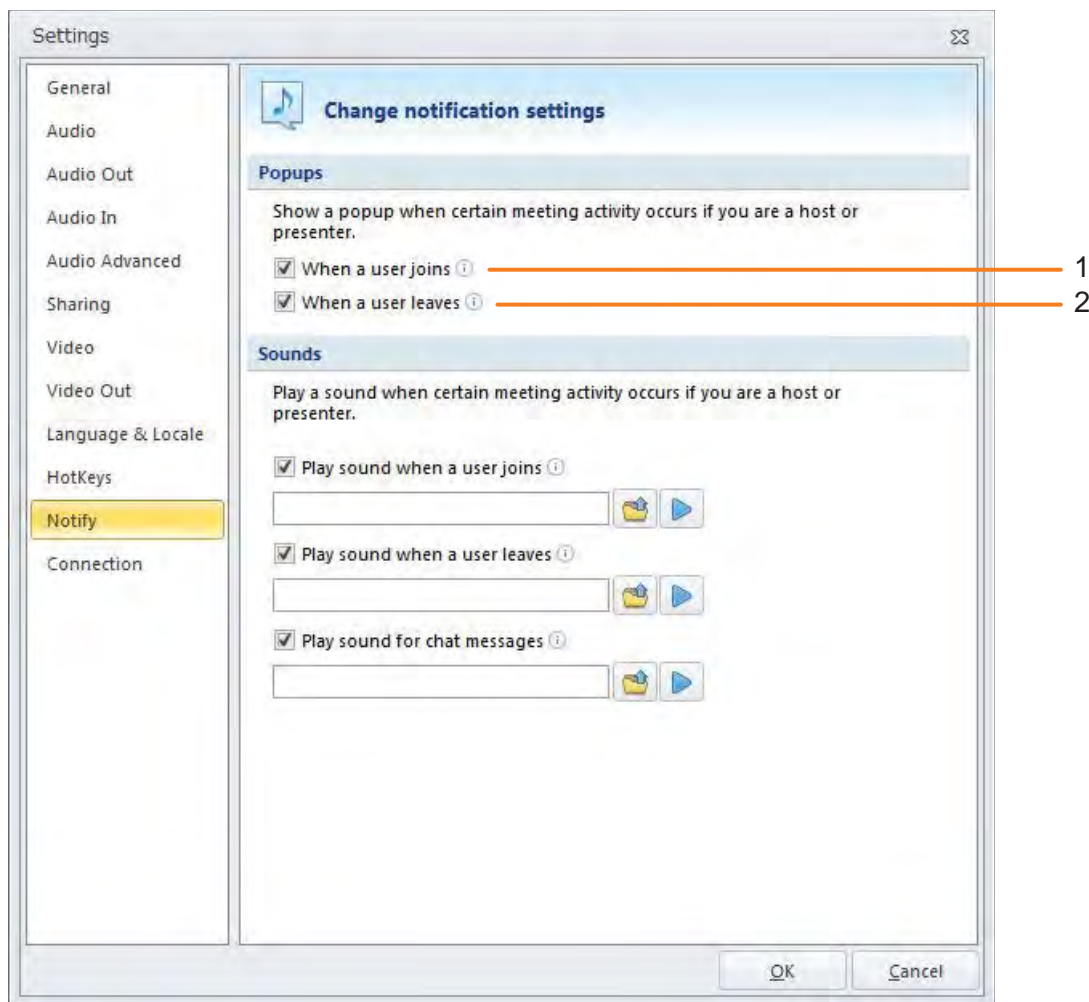 Settings
General
Audio
Audio Out
Audio In
Audio Advanced
Sharing
Video
Video Out
Language & Locale
HotKeys
Notify
Connection
Change notification settings
Popups
Show a popup when certain meeting activity occurs if you are a host or
presenter.
When a user joins
1
When a user leaves
2
Sounds
Play a sound when certain meeting activity occurs if you are a host or
presenter.
Play sound when a user joins
Play sound when a user leaves
Play sound for chat messages
OK
Cancel